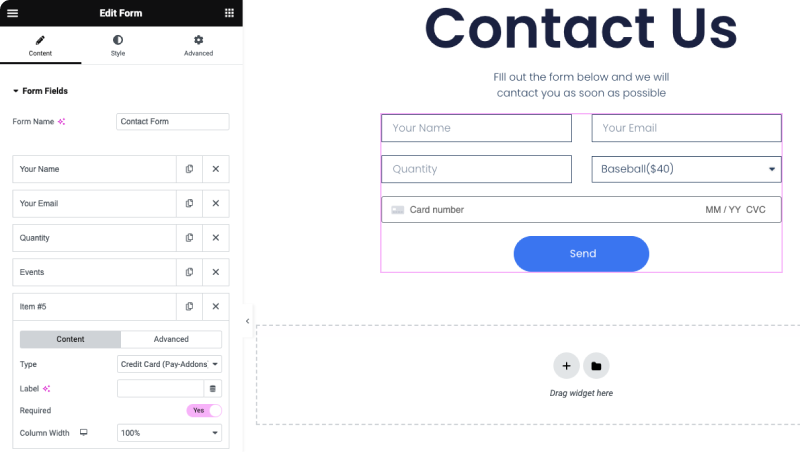 Edit Form
Content
Style
Advanced
Form Fields
Form Name
Contact Form
Your Name
Your Email
Quantity
Events
Item #5
Content
Advanced
Type
Credit Card (Pay-Addons)
Label
Required
Yes
Column Width
100%
Contact Us
FIll out the form below and we will
cantact you as soon as possible
Your Name
Your Email
Quantity
Baseball($40)
Card number
MM / YY CVC
Send
Drag widget here